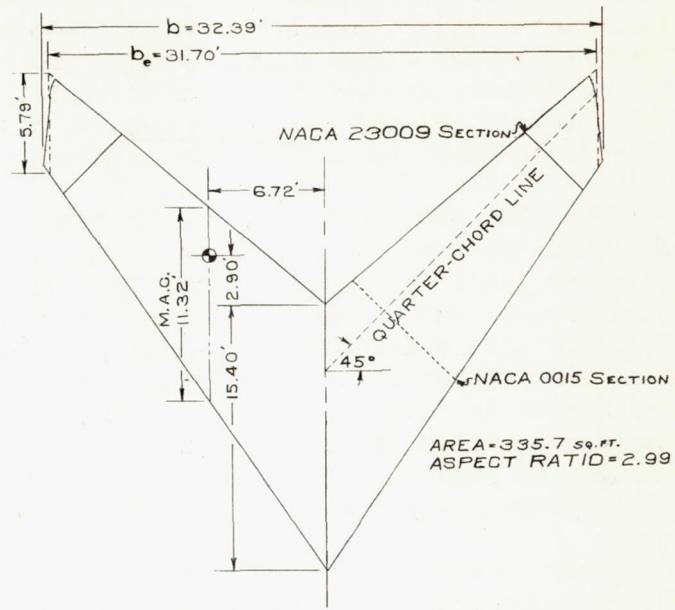 b=32.39'
be=31.70'
5.79'
NACA 23009 SECTION
6.72'
M.A.C.
11.32'
2.90'
QUARTER-CHORD LINE
15.40'
45°
NACA 0015 SECTION
AREA=335.7 SQ.FT.
ASPECT RATIO=2.99